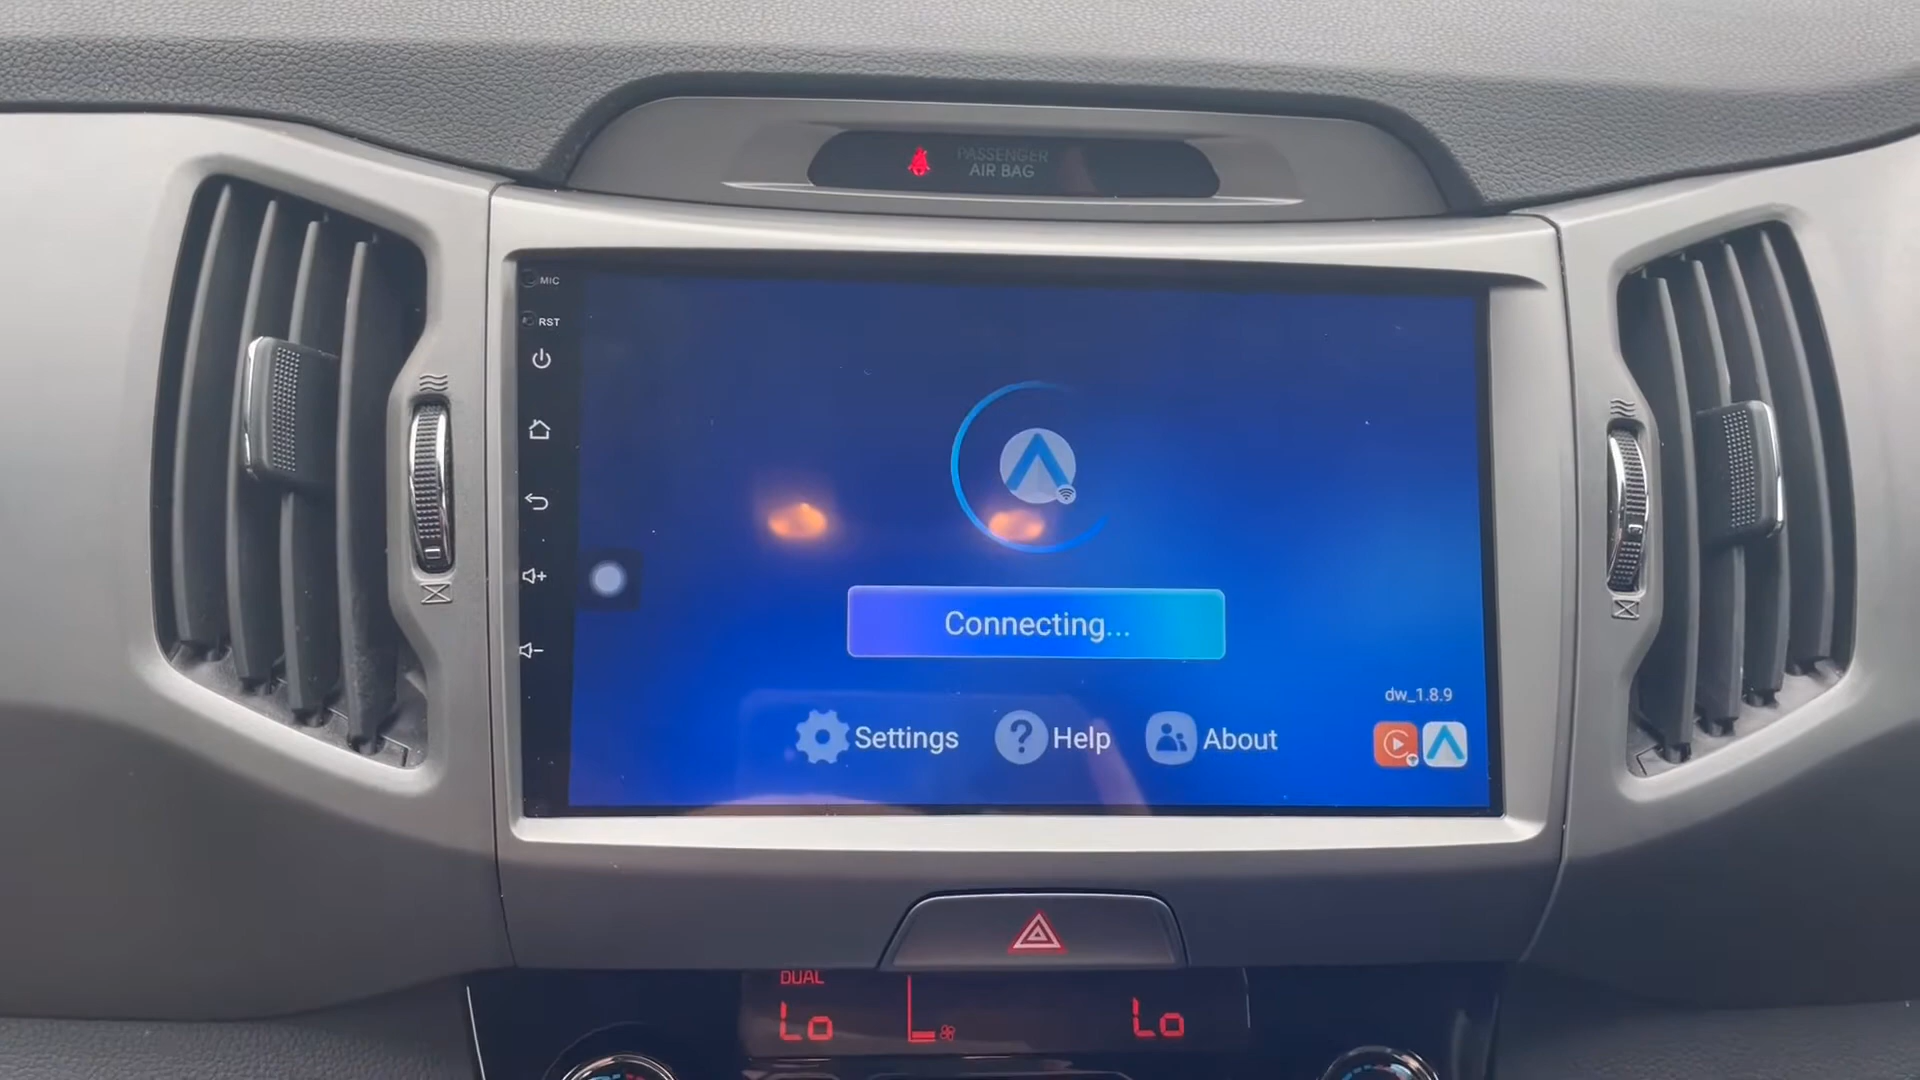 PASSENGER
AIR BAG
MIC
RST
Connecting...
dw_1.8.9
Settings
Help
About
DUAL
Lo
Lo